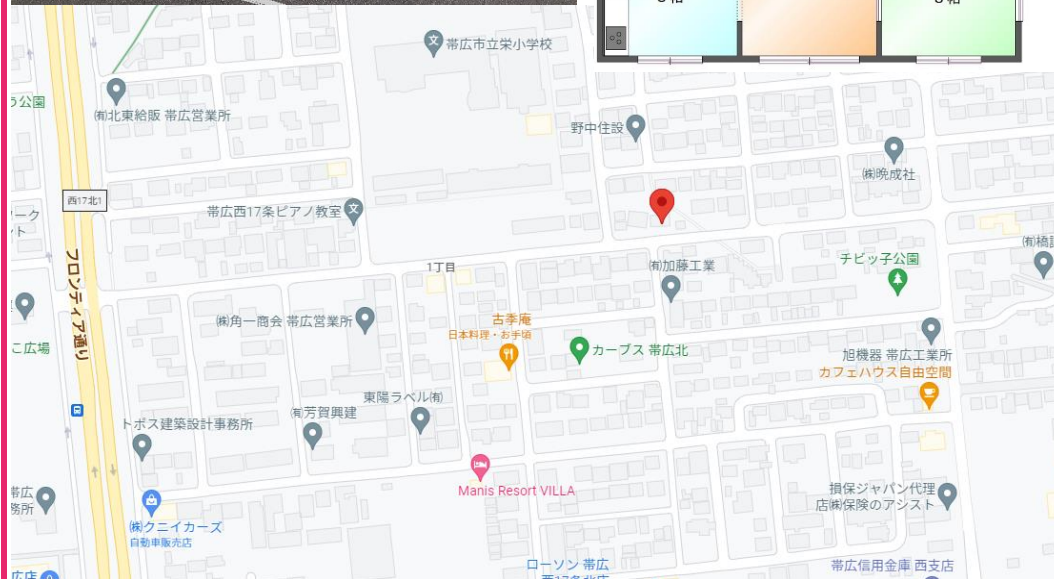 帯広市立栄小学校
う公園
㈲北東給販 帯広営業所
野中住設
㈱晩成社
西17北1
帯広西17条ピアノ教室
フロンティア通り
1丁目
㈲加藤工業
チビッ子公園
㈱角一商会 帯広営業所
古季庵
日本料理・お手頃
カーブス 帯広北
こ広場
旭機器 帯広工業所
カフェハウス自由空間
東陽ラベル㈲
㈲芳賀興建
トポス建築設計事務所
Manis Resort VILLA
帯広
務所
損保ジャパン代理
店㈱保険のアシスト
㈱クニイカーズ
自動車販売店
ローソン 帯広
帯広信用金庫 西支店
広店